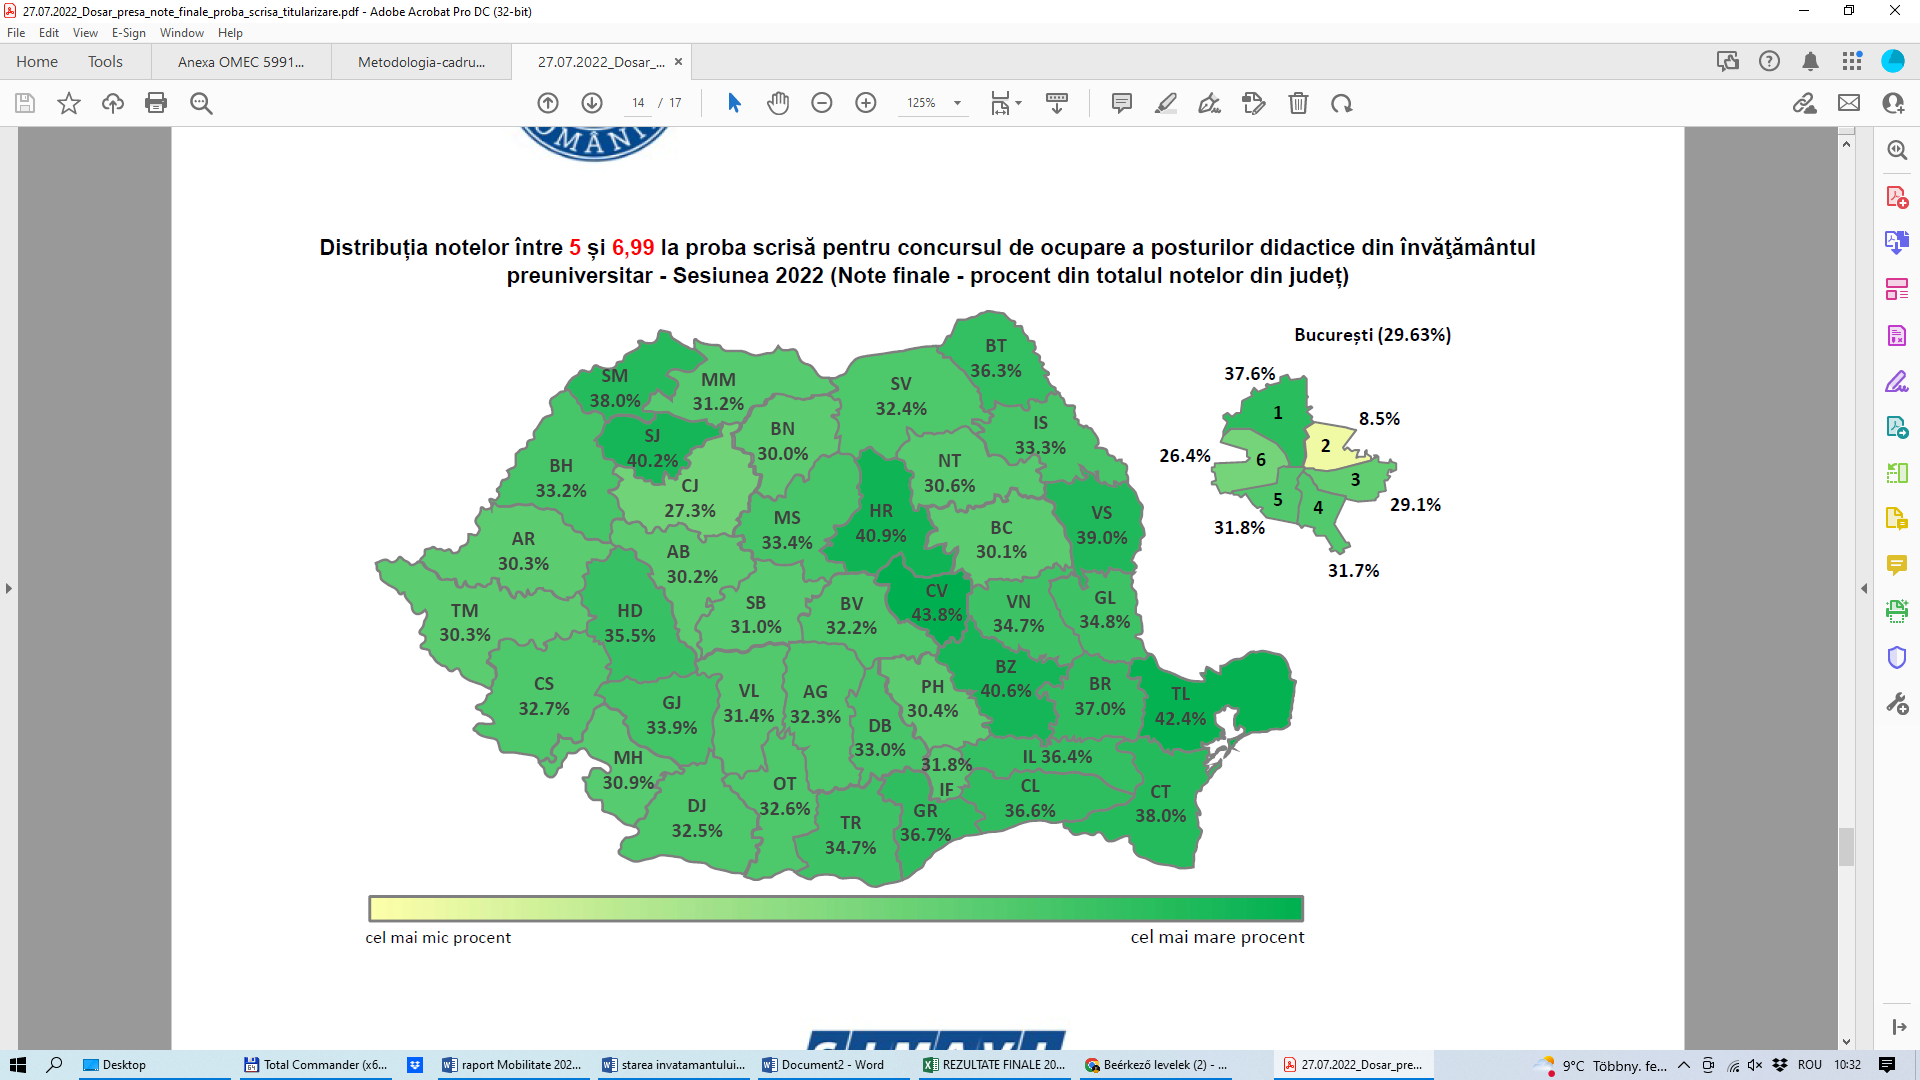 27.07.2022_Dosar_presa_note_finale_proba_scrisa_titularizare.pdf - Adobe Acrobat Pro DC (32-bit)
File Edit View E-Sign Window Help
Home Tools Anexa OMEC 5991... Metodologia-cadru... 27.07.2022_Dosar_... ×
14 / 17 125%
ROMÂNIE
Distribuția notelor între 5 și 6,99 la proba scrisă pentru concursul de ocupare a posturilor didactice din învăţământul
preuniversitar - Sesiunea 2022 (Note finale - procent din totalul notelor din județ)
București (29.63%)
37.6%
1
8.5%
2
26.4%
6
3
29.1%
5
31.8%
4
31.7%
BT
36.3%
SM
38.0%
MM
31.2%
SV
32.4%
SJ
40.2%
BN
30.0%
IS
33.3%
BH
33.2%
CJ
27.3%
NT
30.6%
MS
33.4%
HR
40.9%
BC
30.1%
VS
39.0%
AR
30.3%
AB
30.2%
TM
30.3%
HD
35.5%
SB
31.0%
BV
32.2%
CV
43.8%
VN
34.7%
GL
34.8%
CS
32.7%
GJ
33.9%
VL
31.4%
AG
32.3%
PH
30.4%
BZ
40.6%
BR
37.0%
TL
42.4%
DB
33.0%
MH
30.9%
31.8%
IF
IL 36.4%
DJ
32.5%
OT
32.6%
TR
34.7%
GR
36.7%
CL
36.6%
CT
38.0%
cel mai mic procent
cel mai mare procent
Desktop
64
Total Commander (x6...
raport Mobilitate 202...
starea invatamantului...
Document2 - Word
REZULTATE FINALE 20...
Beérkező levelek (2) - ...
27.07.2022_Dosar_pre...
9°C Többny. fe...
ROU
10:32